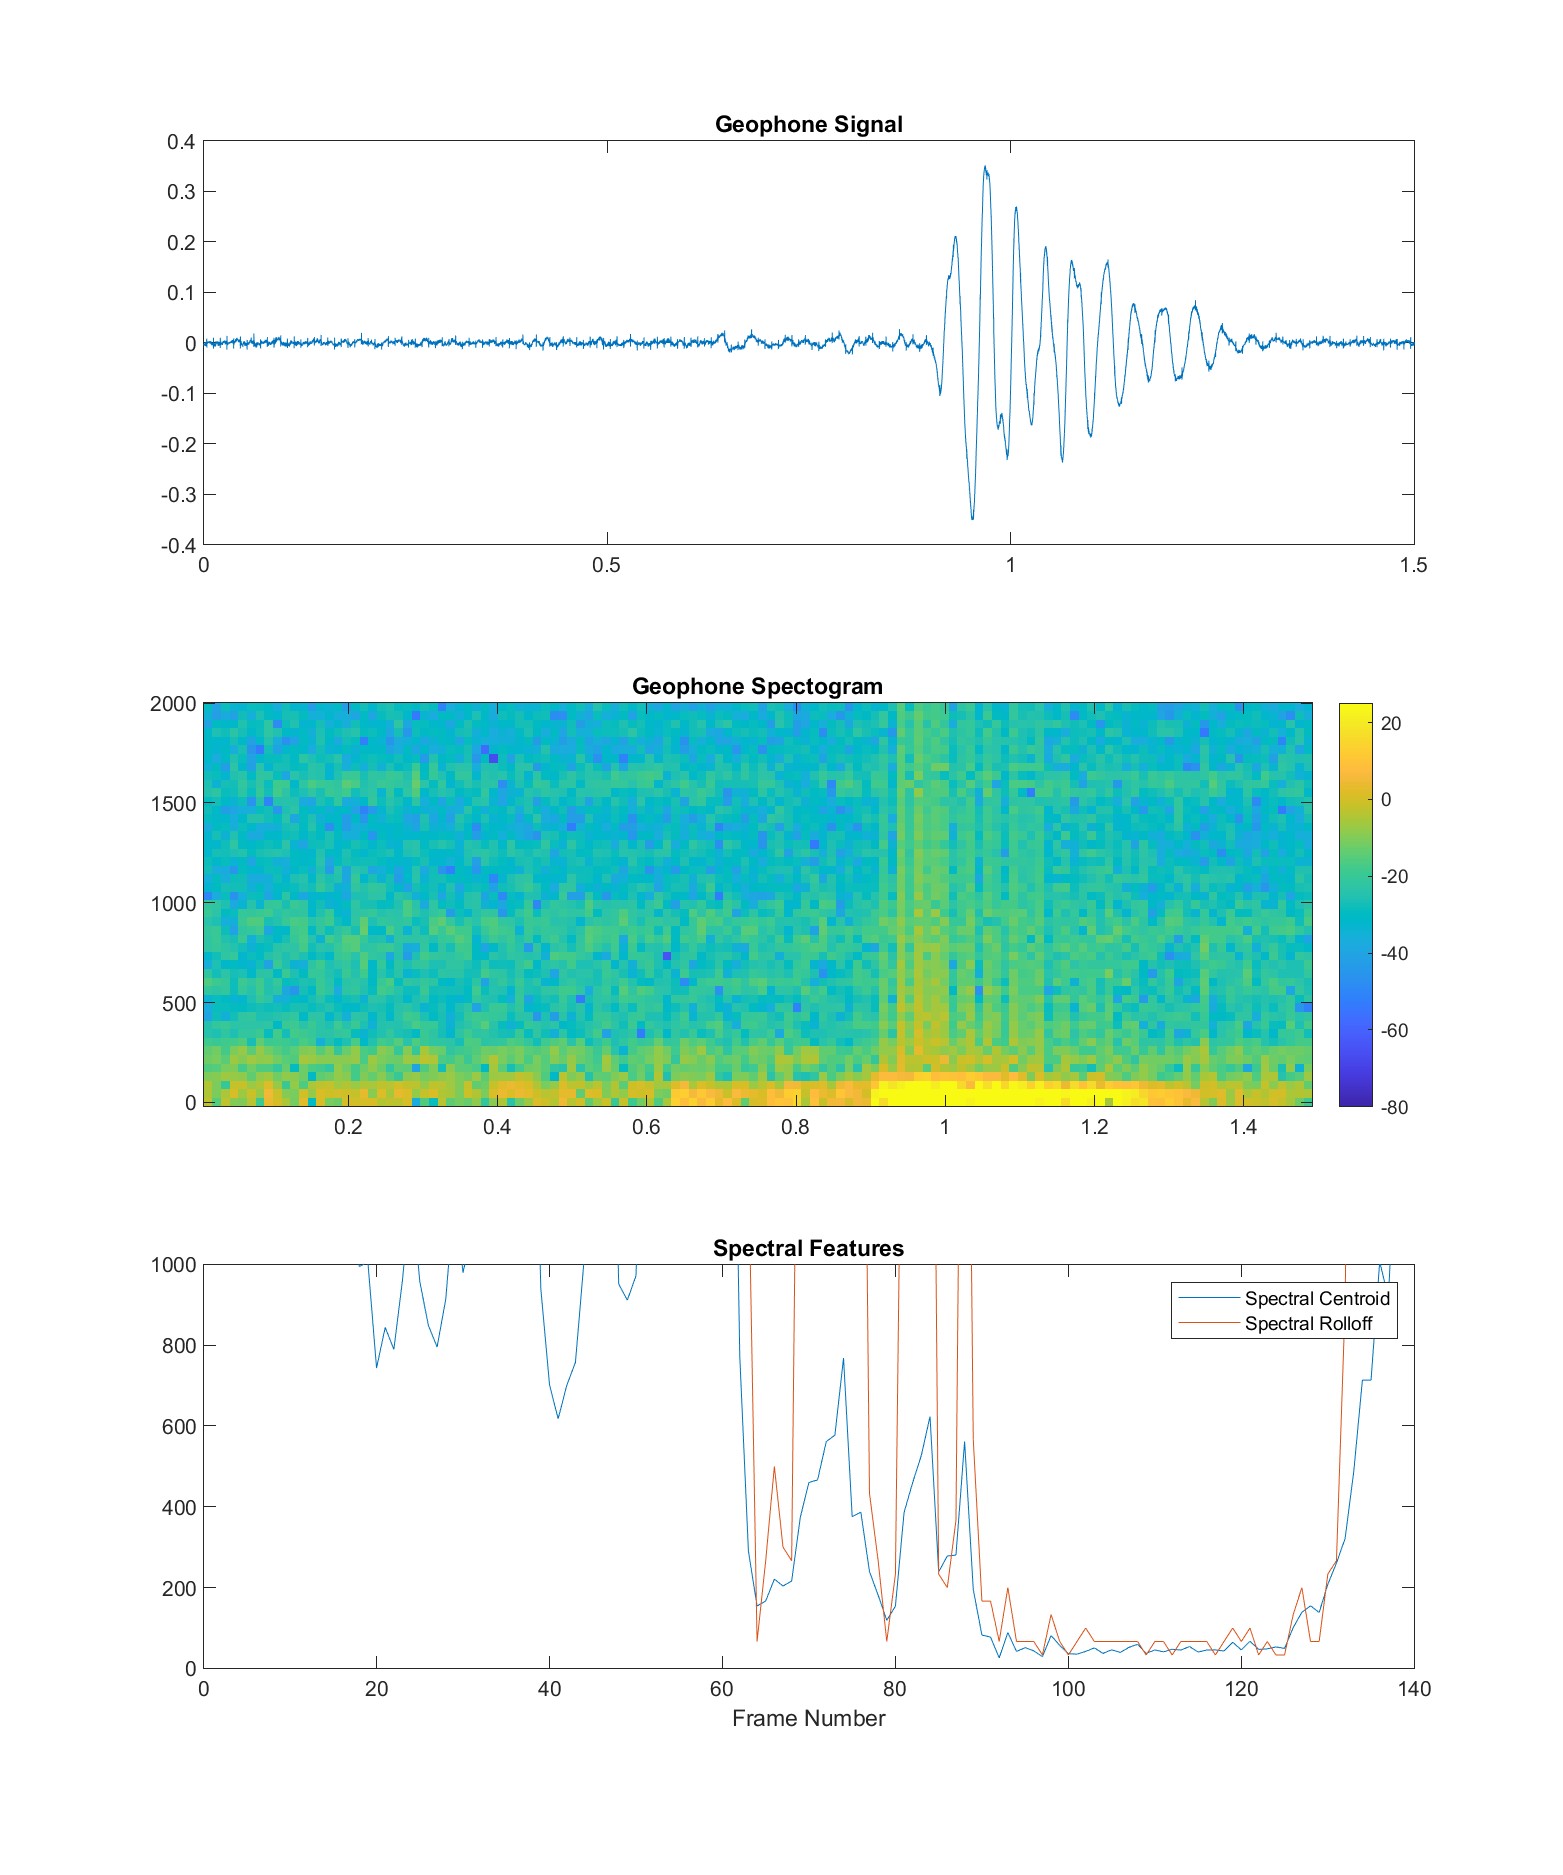 Geophone Signal
0.4
0.3
0.2
0.1
0
-0.1
-0.2
-0.3
-0.4
0 0.5 1 1.5
Geophone Spectogram
2000
1500
1000
500
0
0.2 0.4 0.6 0.8 1 1.2 1.4
20
0
-20
-40
-60
-80
Spectral Features
1000
800
600
400
200
0
Spectral Centroid
Spectral Rolloff
0 20 40 60 80 100 120 140
Frame Number